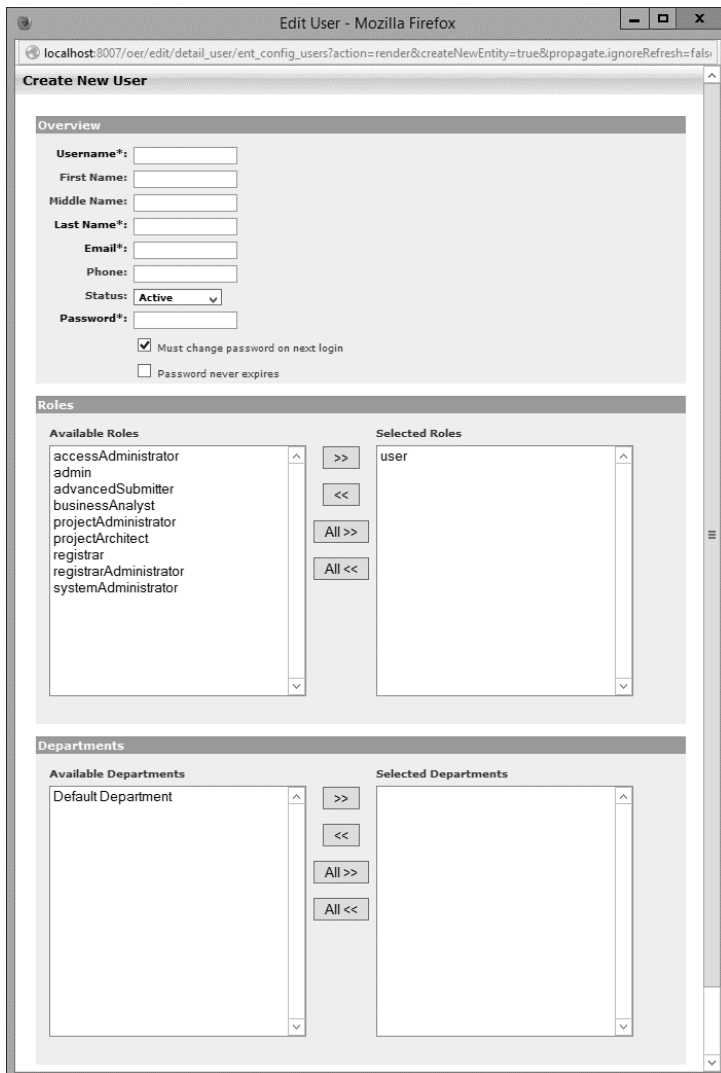 Edit User - Mozilla Firefox
localhost:8007/oer/edit/detail_user/ent_config_users?action=render&createNewEntity=true&propagate.ignoreRefresh=fals
Create New User
Overview
Username*:
First Name:
Middle Name:
Last Name*:
Email*:
Phone:
Status: Active
Password*:
Must change password on next login
Password never expires
Roles
Available Roles
Selected Roles
accessAdministrator
admin
advancedSubmitter
businessAnalyst
projectAdministrator
projectArchitect
registrar
registrarAdministrator
systemAdministrator
>>
<<
All >>
All <<
user
Departments
Available Departments
Selected Departments
Default Department
>>
<<
All >>
All <<